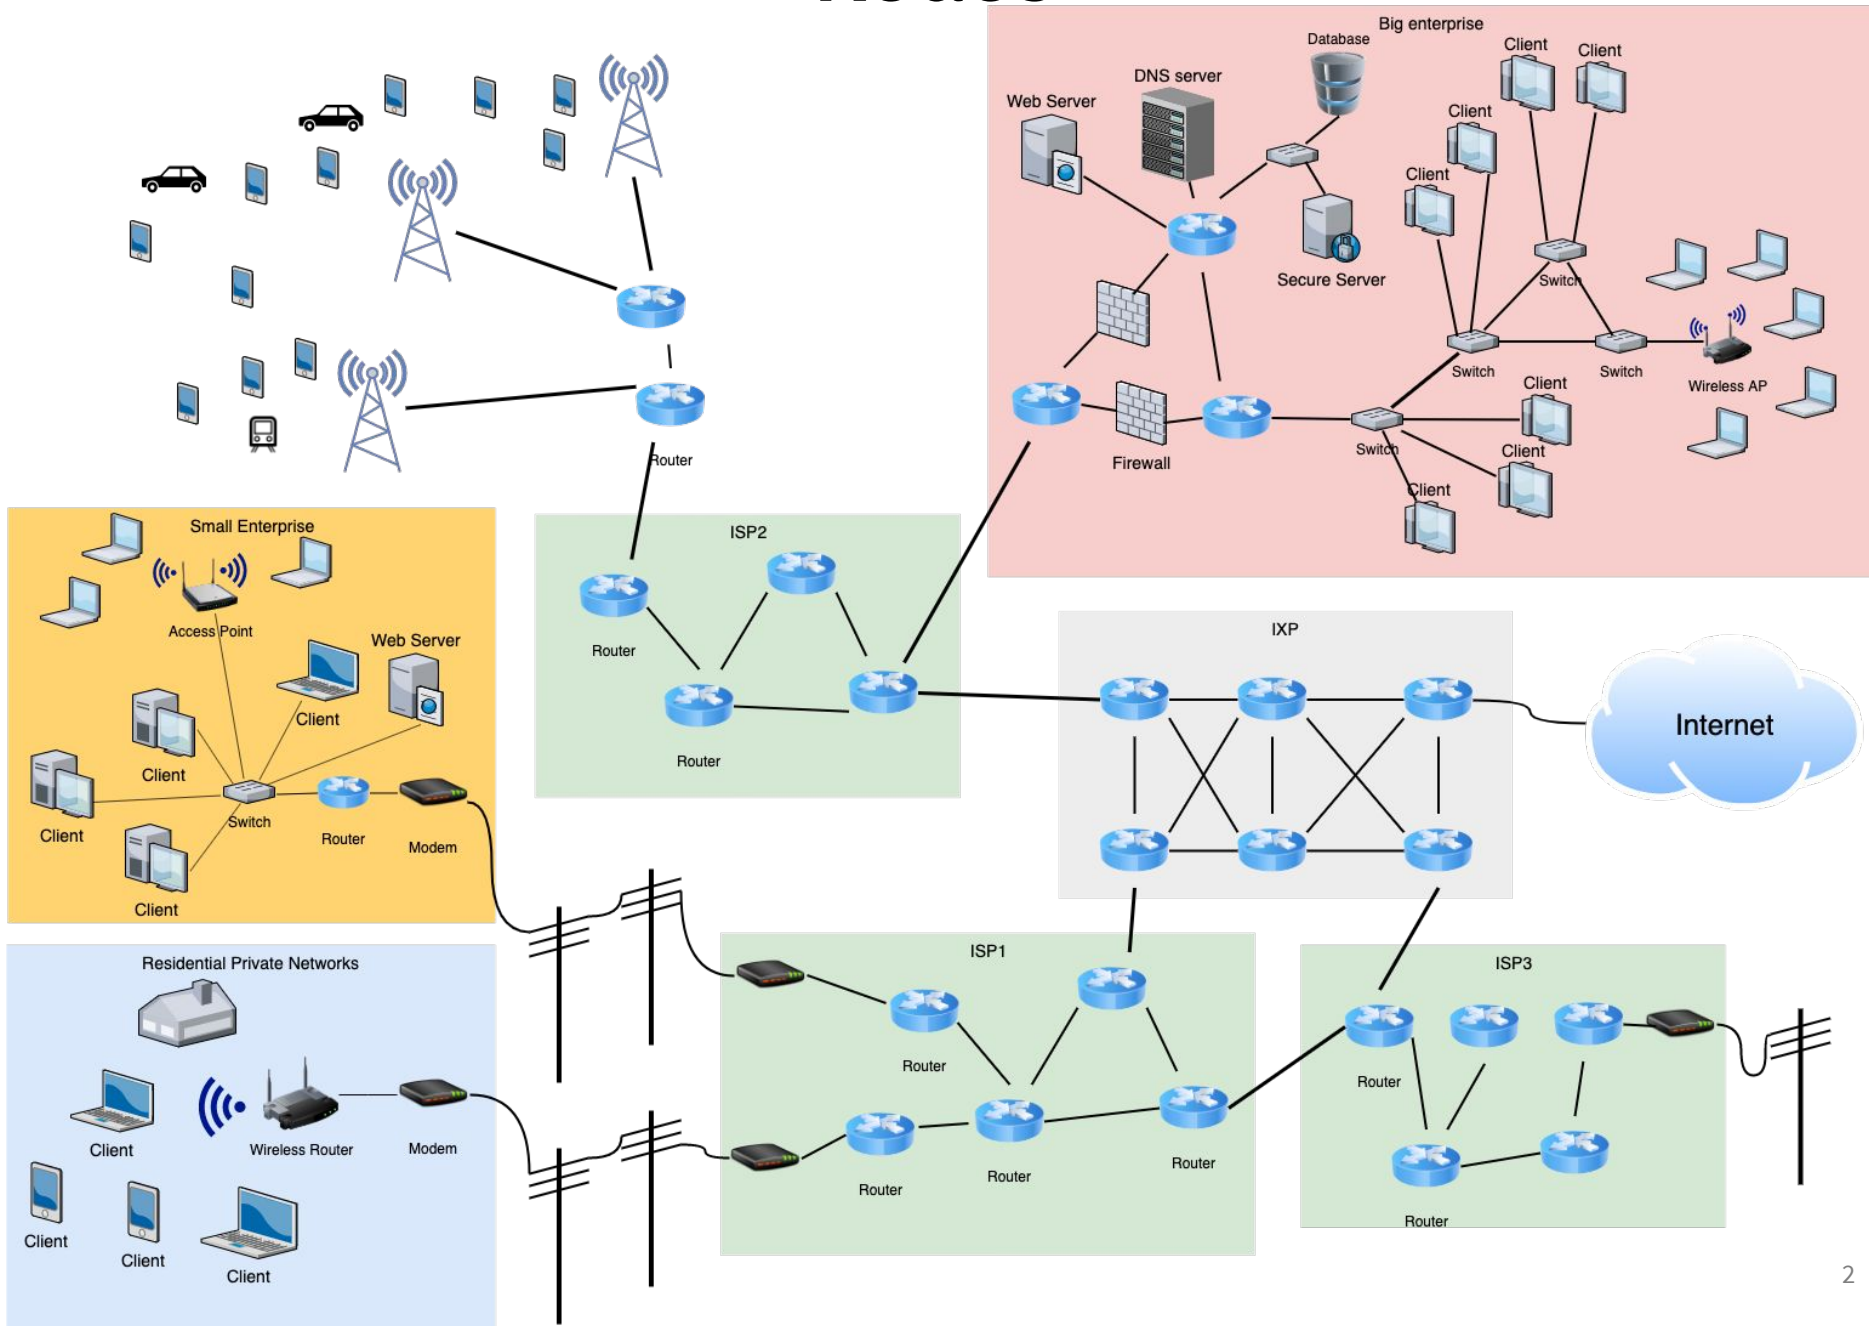 Big enterprise
Database
Client
Client
DNS server
Web Server
Client
Client
Secure Server
Switch
Switch
Switch
Wireless AP
Client
Switch
Client
Firewall
Client
Router
Small Enterprise
Access Point
Web Server
Client
Client
Client
Switch
Router
Modem
Client
ISP2
Router
Router
IXP
Internet
Residential Private Networks
Client
Wireless Router
Modem
Client
Client
Client
ISP1
Router
Router
Router
Router
ISP3
Router
Router
2